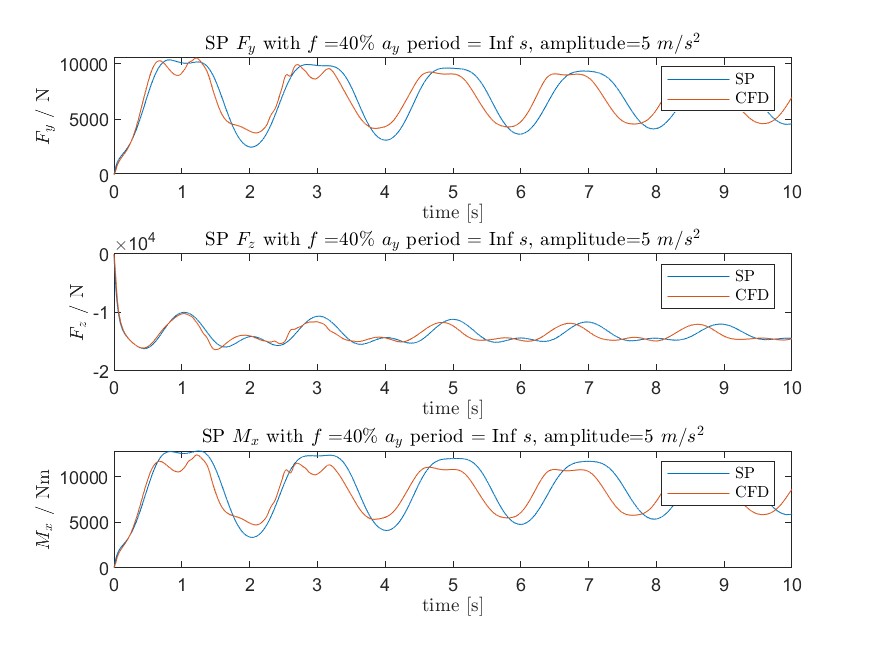 SP F_y with f =40% a_y period = Inf s, amplitude=5 m/s^2
10000
5000
0
F_y / N
SP
CFD
0 1 2 3 4 5 6 7 8 9 10
time [s]
SP F_z with f =40% a_y period = Inf s, amplitude=5 m/s^2
×10^4
0
-1
-2
F_z / N
SP
CFD
0 1 2 3 4 5 6 7 8 9 10
time [s]
SP M_x with f =40% a_y period = Inf s, amplitude=5 m/s^2
10000
5000
0
M_x / Nm
SP
CFD
0 1 2 3 4 5 6 7 8 9 10
time [s]